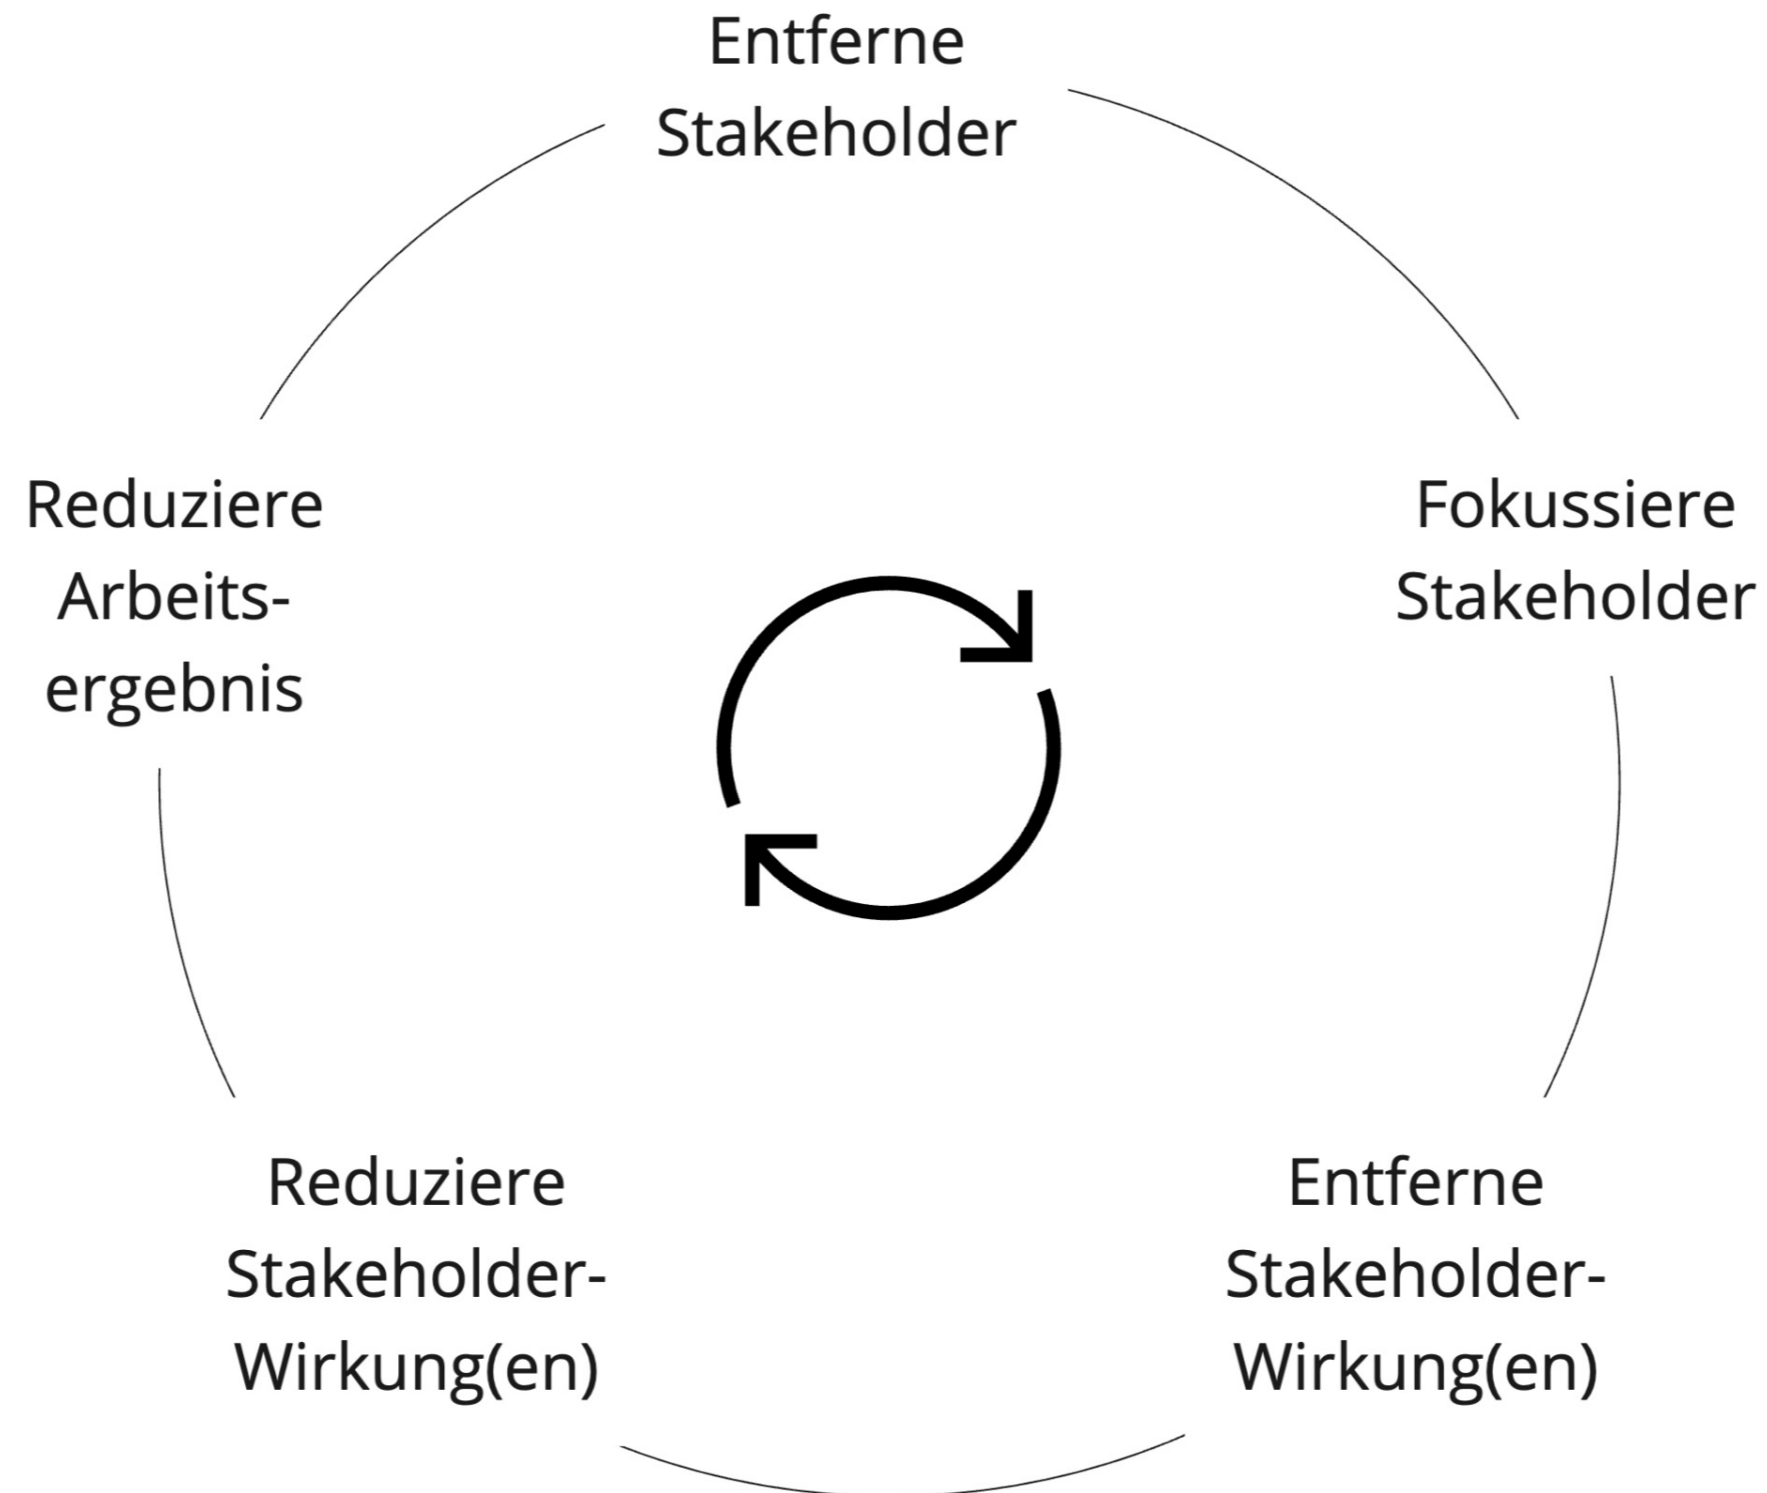 Entferne
Stakeholder
Fokussiere
Stakeholder
Entferne
Stakeholder-
Wirkung(en)
Reduziere
Stakeholder-
Wirkung(en)
Reduziere
Arbeits-
ergebnis